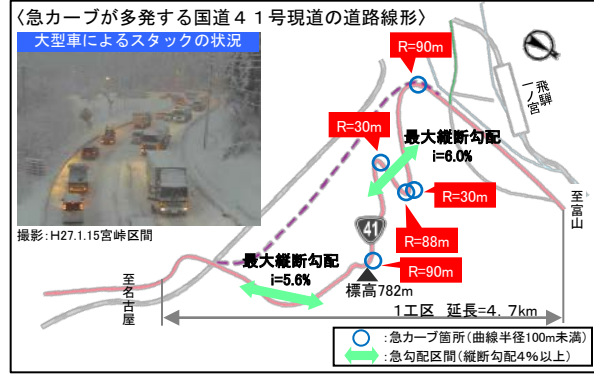 〈急カーブが多発する国道４１号現道の道路線形〉
大型車によるスタックの状況
撮影:H27.1.15宮峠区間
R=90m
飛騨一ノ宮
R=30m
最大縦断勾配
i=6.0%
R=30m
至富山
41
R=88m
R=90m
最大縦断勾配
i=5.6%
標高782m
至名古屋
1工区 延長=4．7km
:急カーブ箇所(曲線半径100m未満)
:急勾配区間(縦断勾配4％以上)